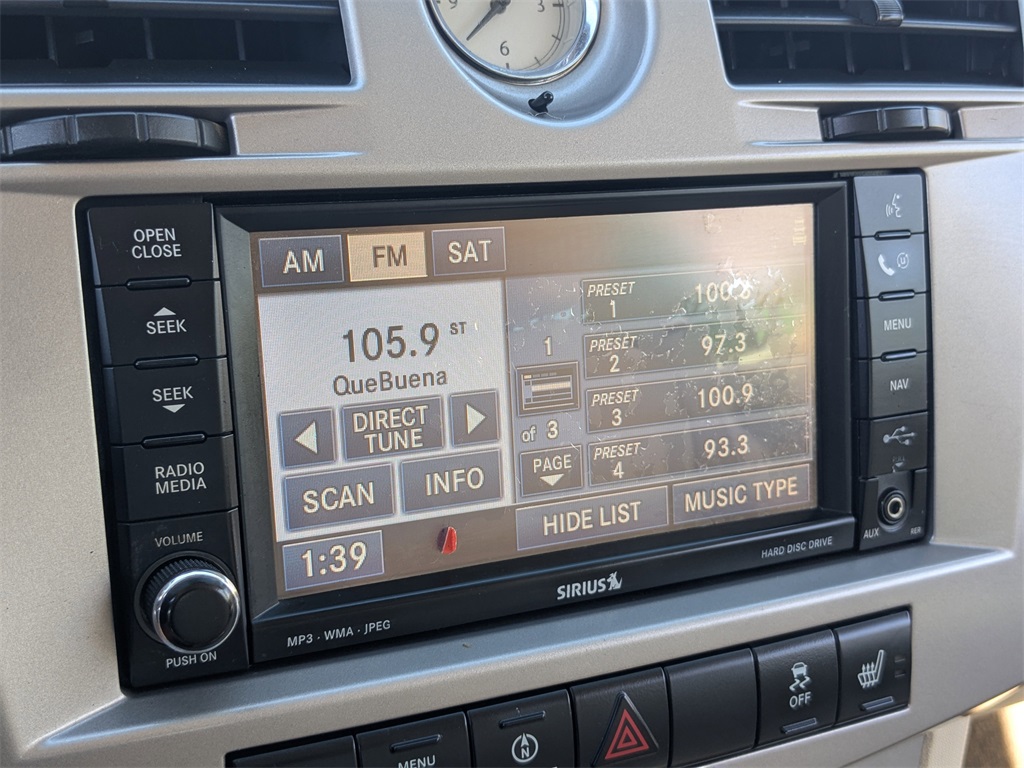 9
3
6
OPEN
CLOSE
SEEK
SEEK
RADIO
MEDIA
VOLUME
PUSH ON
AM
FM
SAT
105.9 ST
QueBuena
DIRECT
TUNE
SCAN
INFO
1:39
1
of 3
PAGE
PRESET
1
PRESET
2
97.3
PRESET
3
100.9
PRESET
4
93.3
HIDE LIST
MUSIC TYPE
MENU
NAV
AUX
HARD DISC DRIVE
SIRIUS
MP3 · WMA · JPEG
MENU
N
OFF